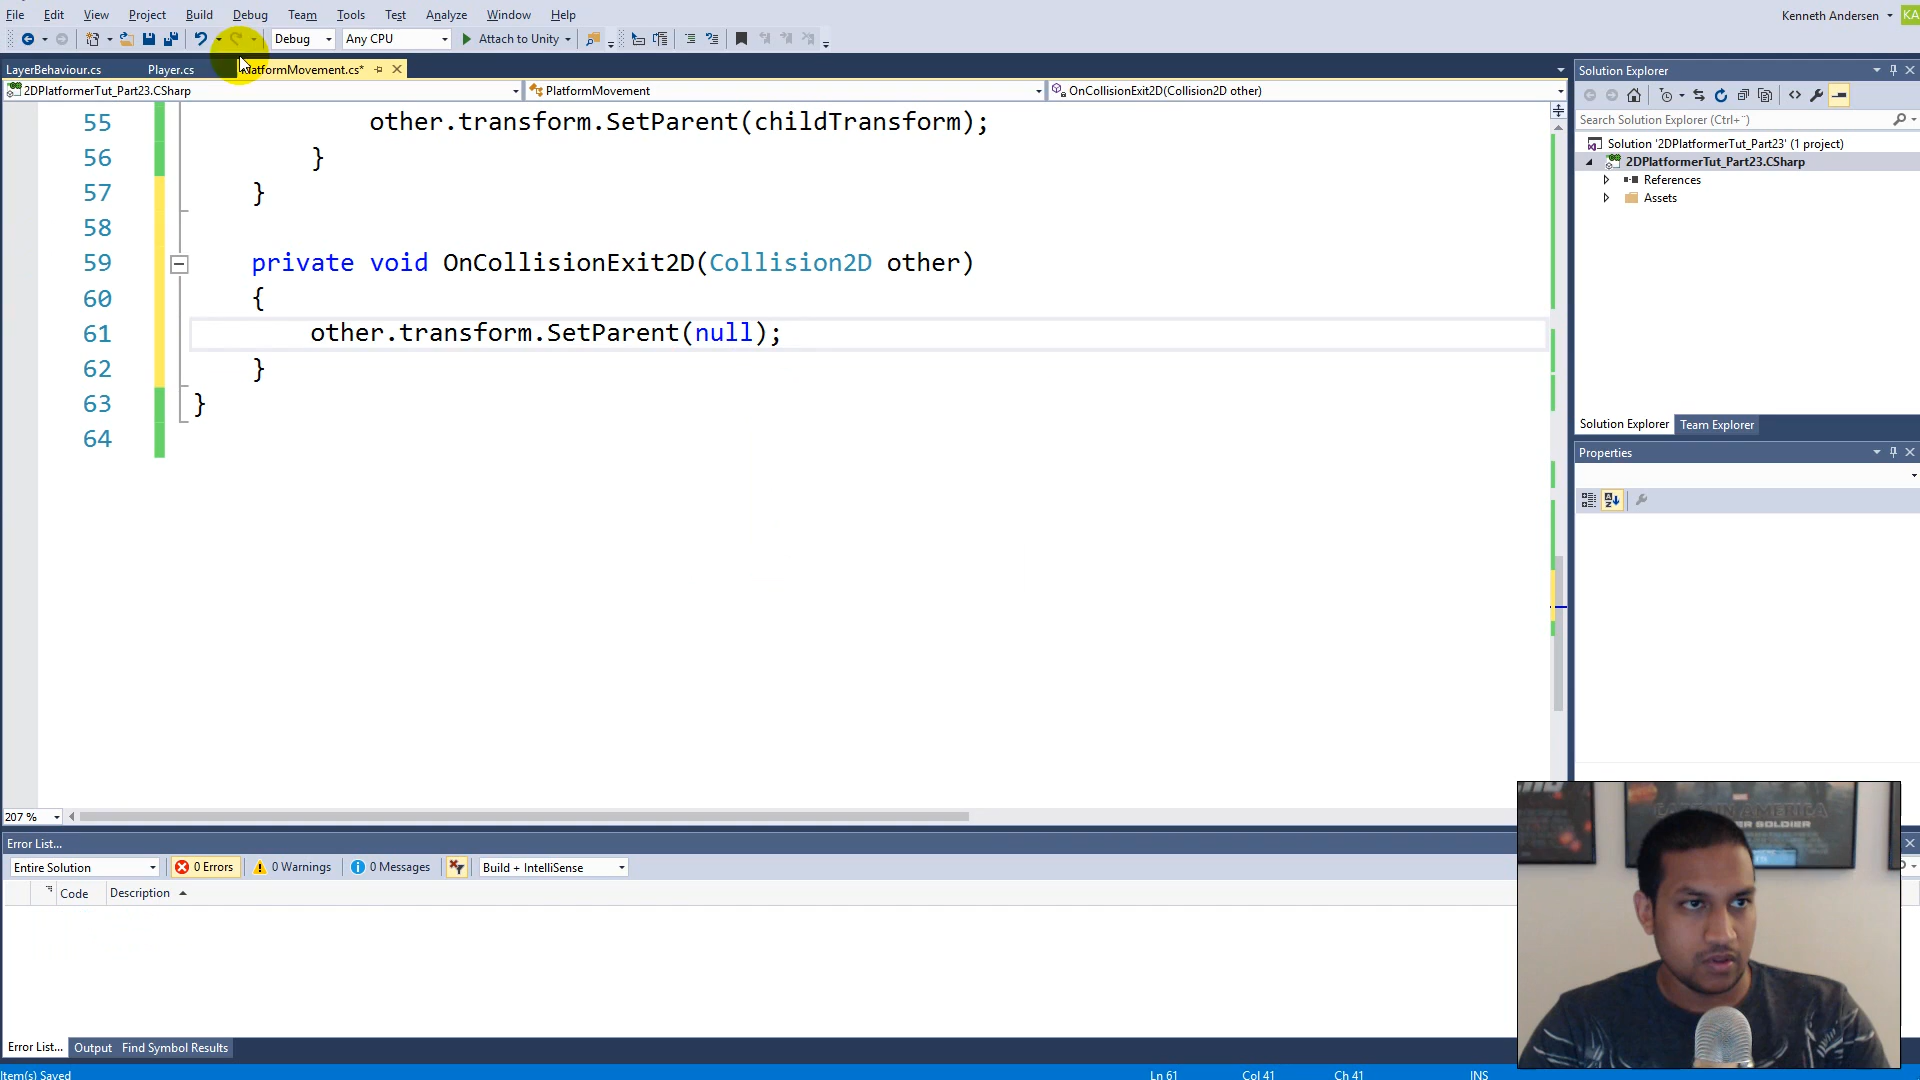 File Edit View Project Build Debug Team Tools Test Analyze Window Help
Kenneth Andersen KA
Debug Any CPU Attach to Unity
LayerBehaviour.cs Player.cs latformMovement.cs*
2DPlatformerTut_Part23.CSharp PlatformMovement OnCollisionExit2D(Collision2D other)
55 other.transform.SetParent(childTransform);
56 }
57 }
58
59 private void OnCollisionExit2D(Collision2D other)
60 {
61 other.transform.SetParent(null);
62 }
63 }
64
207 %
Solution Explorer
Search Solution Explorer (Ctrl+¨)
Solution '2DPlatformerTut_Part23' (1 project)
2DPlatformerTut_Part23.CSharp
References
Assets
Solution Explorer Team Explorer
Properties
Error List...
Entire Solution 0 Errors 0 Warnings 0 Messages Build + IntelliSense
Code Description
Error List... Output Find Symbol Results
Item(s) Saved Ln 61 Col 41 Ch 41 INS
CAPTAIN AMERICA
SOLDIER